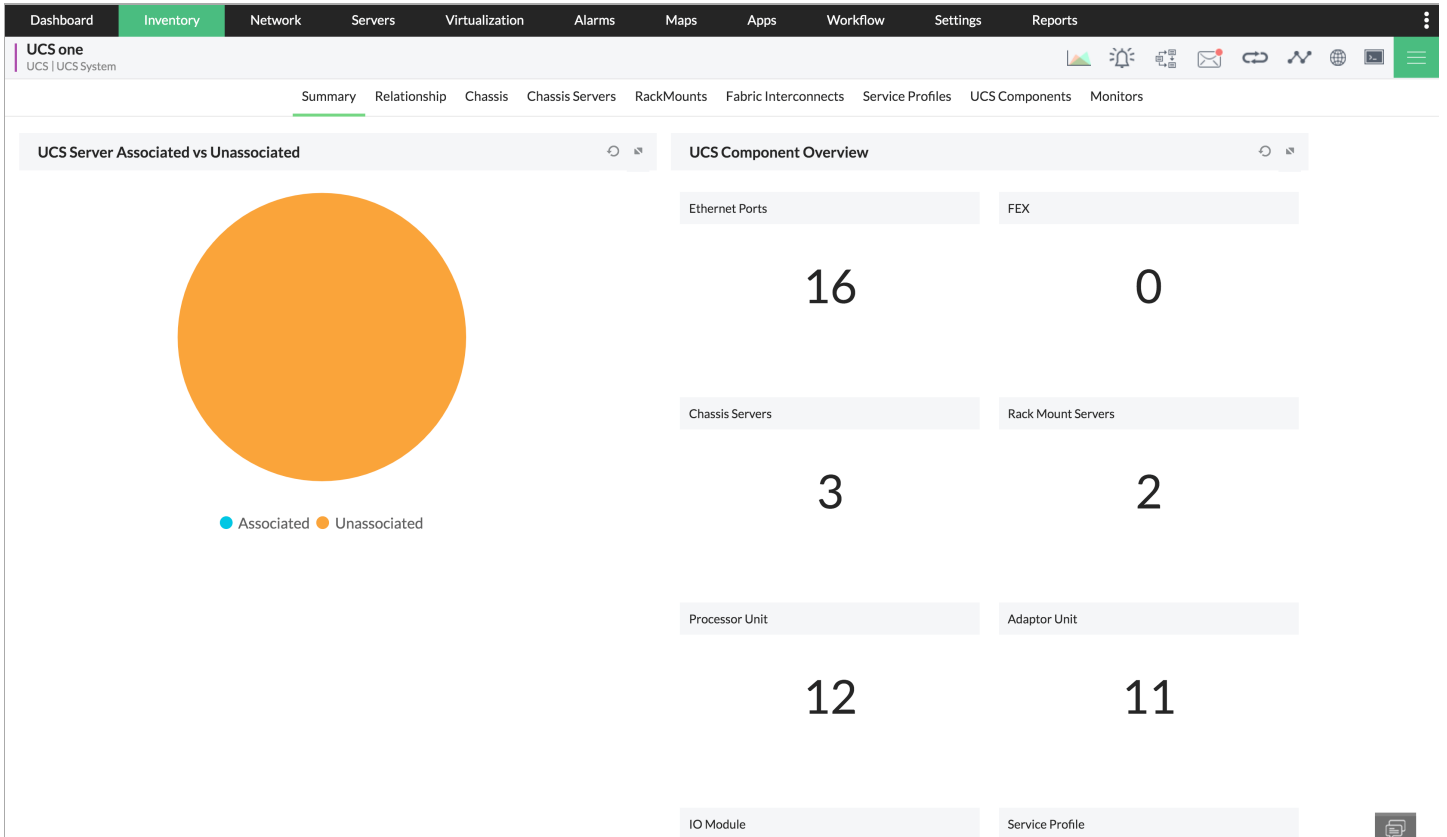 Dashboard Inventory Network Servers Virtualization Alarms Maps Apps Workflow Settings Reports
UCS one
UCS | UCS System
Summary Relationship Chassis Chassis Servers RackMounts Fabric Interconnects Service Profiles UCS Components Monitors
UCS Server Associated vs Unassociated
Associated Unassociated
UCS Component Overview
Ethernet Ports FEX
16 0
Chassis Servers Rack Mount Servers
3 2
Processor Unit Adaptor Unit
12 11
IO Module Service Profile